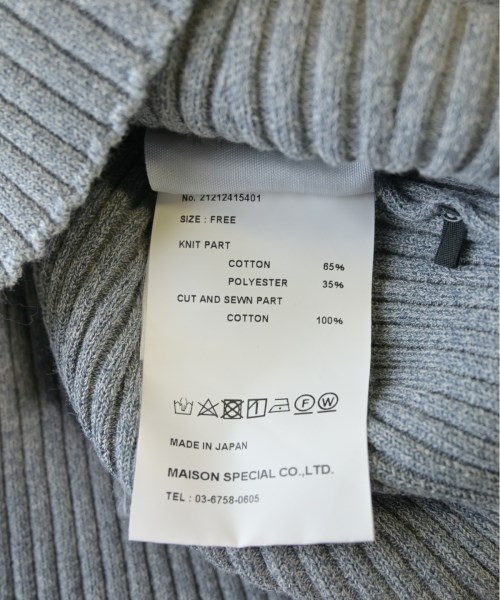 No. 21212415401
SIZE : FREE
KNIT PART
COTTON 65%
POLYESTER 35%
CUT AND SEWN PART
COTTON 100%
F W
MADE IN JAPAN
MAISON SPECIAL CO.,LTD.
TEL : 03-6758-0605